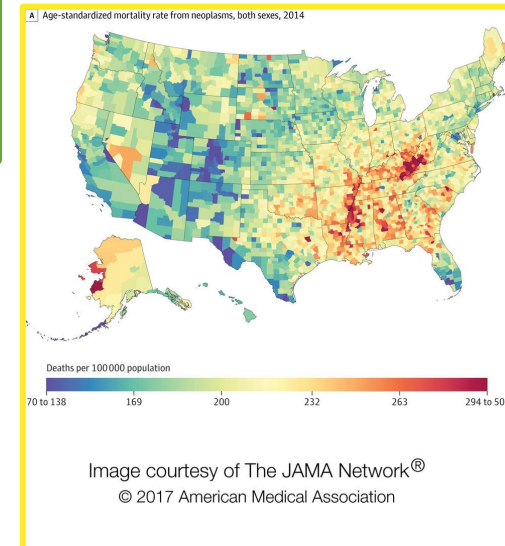 A Age-standardized mortality rate from neoplasms, both sexes, 2014
Deaths per 100 000 population
70 to 138 169 200 232 263 294 to 50
Image courtesy of The JAMA Network®
© 2017 American Medical Association